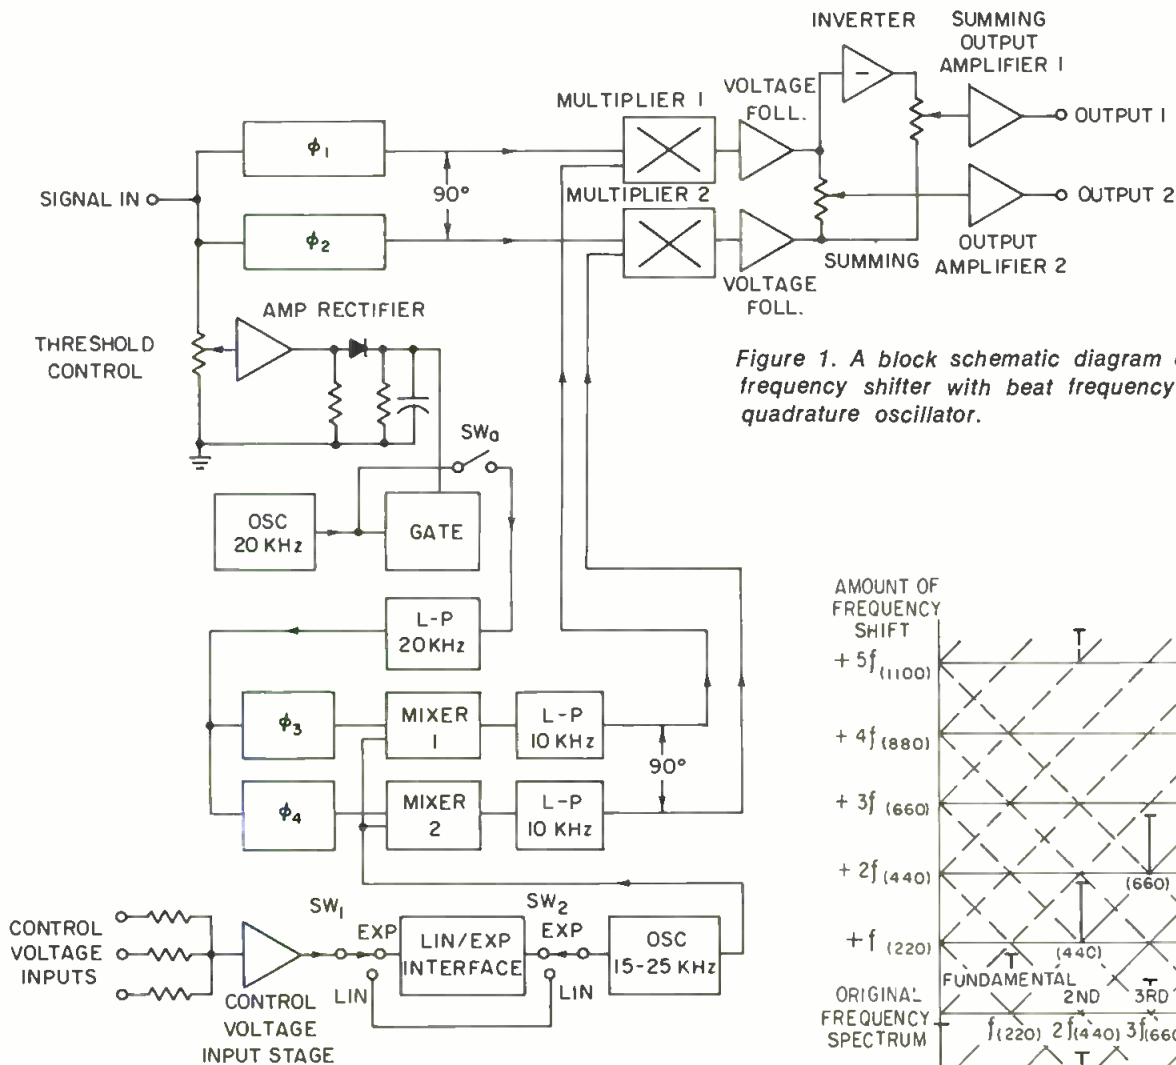 INVERTER
SUMMING
OUTPUT
AMPLIFIER 1
MULTIPLIER 1
VOLTAGE
FOLL.
OUTPUT 1
ϕ1
SIGNAL IN
90°
MULTIPLIER 2
OUTPUT 2
ϕ2
SUMMING
OUTPUT
AMPLIFIER 2
VOLTAGE
FOLL.
AMP RECTIFIER
THRESHOLD
CONTROL
Figure 1. A block schematic diagram
frequency shifter with beat frequency
quadrature oscillator.
SWa
OSC
20 KHz
GATE
L-P
20 KHz
ϕ3
MIXER
1
L-P
10 KHz
90°
ϕ4
MIXER
2
L-P
10 KHz
CONTROL
VOLTAGE
INPUTS
SW1
EXP
LIN
LIN/EXP
INTERFACE
SW2
EXP
LIN
OSC
15-25 KHz
CONTROL
VOLTAGE
INPUT STAGE
AMOUNT OF
FREQUENCY
SHIFT
+ 5f(1100)
+ 4f(880)
+ 3f(660)
+ 2f(440)
(660)
+ f(220)
(440)
FUNDAMENTAL
2ND
3RD
ORIGINAL
FREQUENCY
SPECTRUM
f(220) 2f(440) 3f(660